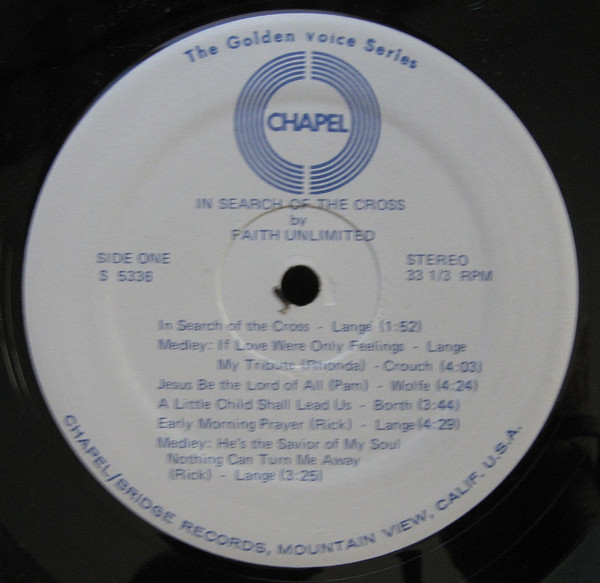 The Golden Voice Series
CHAPEL
IN SEARCH OF THE CROSS
by
FAITH UNLIMITED
SIDE ONE
S 5336
STEREO
33 1/3 RPM
In Search of the Cross - Lange (1:52)
Medley: If Love Were Only Feelings - Lange
My Tribute (Rhonda) - Crouch (4:03)
Jesus Be the Lord of All (Pam) - Wolfe (4:24)
A Little Child Shall Lead Us - Borth (3:44)
Early Morning Prayer (Rick) - Lange (4:29)
Medley: He's the Savior of My Soul
Nothing Can Turn Me Away
(Rick) - Lange (3:25)
CHAPEL/BRIDGE RECORDS, MOUNTAIN VIEW, CALIF. U.S.A.